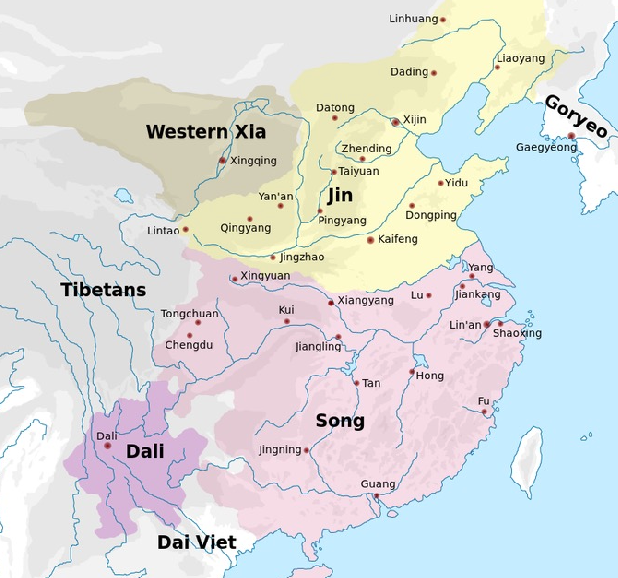 Linhuang
Liaoyang
Dading
Datong
Xijin
Goryeo
Western Xia
Zhending
Gaegyeong
Xingqing
Taiyuan
Yidu
Jin
Yan'an
Dongping
Pingyang
Qingyang
Lintao
Kaifeng
Jingzhao
Yang
Xingyuan
Tibetans
Lu
Jiankang
Xiangyang
Kui
Tongchuan
Lin'an
Shaoxing
Chengdu
Jiangling
Hong
Tan
Fu
Song
Dali
Dali
Jingning
Guang
Dai Viet